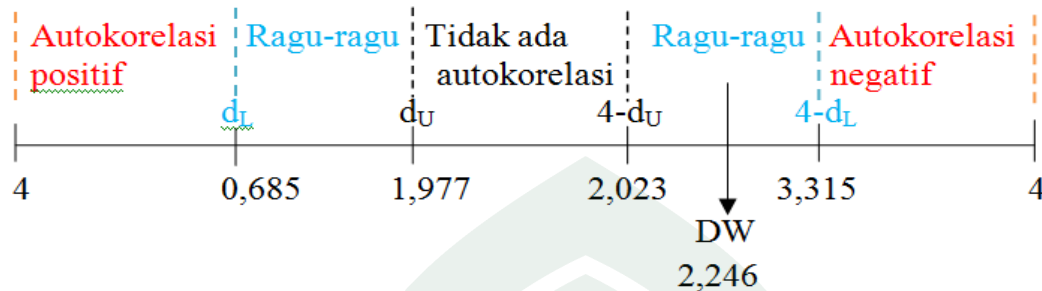 Autokorelasi Ragu-ragu Tidak ada Ragu-ragu Autokorelasi
positif autokorelasi negatif
dL dU 4-dU 4-dL
4 0,685 1,977 2,023 3,315 4
DW
2,246